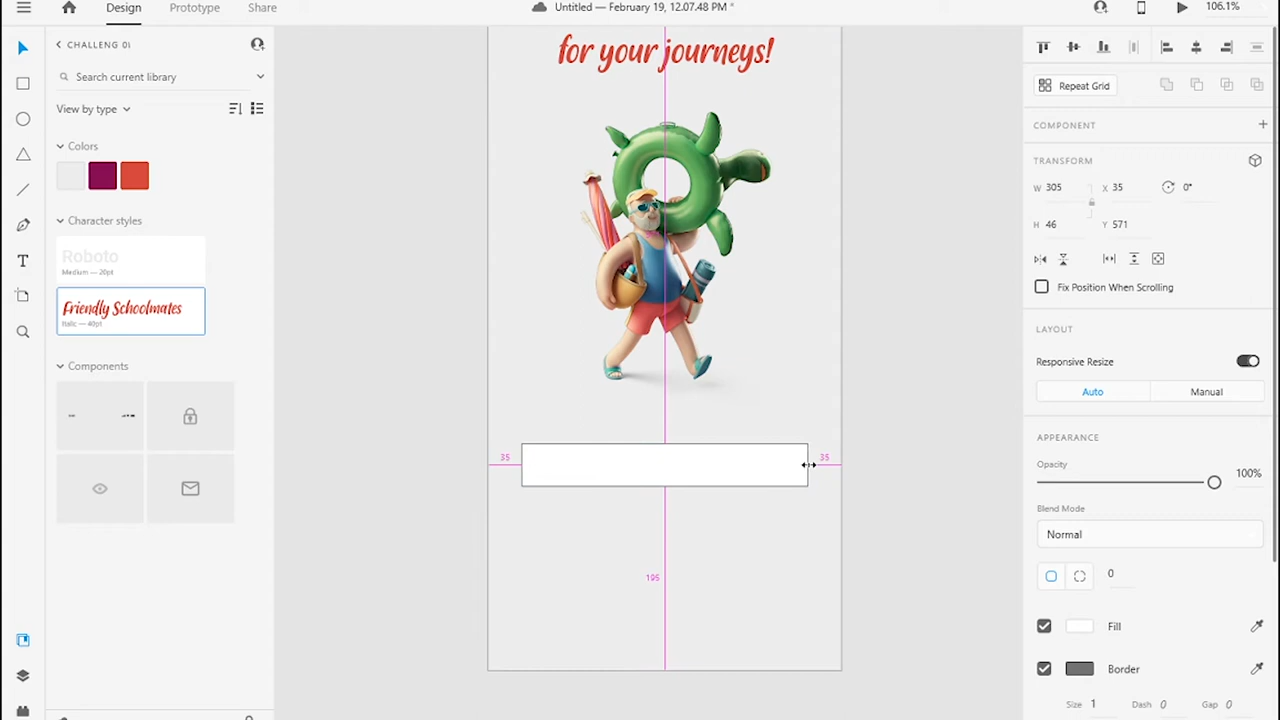 Design
Prototype
Share
Untitled — February 19, 12.07.48 PM *
106.1%
CHALLENG 01
Search current library
View by type
Colors
Character styles
Roboto
Medium — 20pt
Friendly Schoolmates
Italic — 40pt
Components
for your journeys!
35
35
195
Repeat Grid
COMPONENT
TRANSFORM
W 305 X 35 0°
H 46 Y 571
Fix Position When Scrolling
LAYOUT
Responsive Resize
Auto
Manual
APPEARANCE
Opacity
100%
Blend Mode
Normal
0
Fill
Border
Size 1 Dash 0 Gap 0